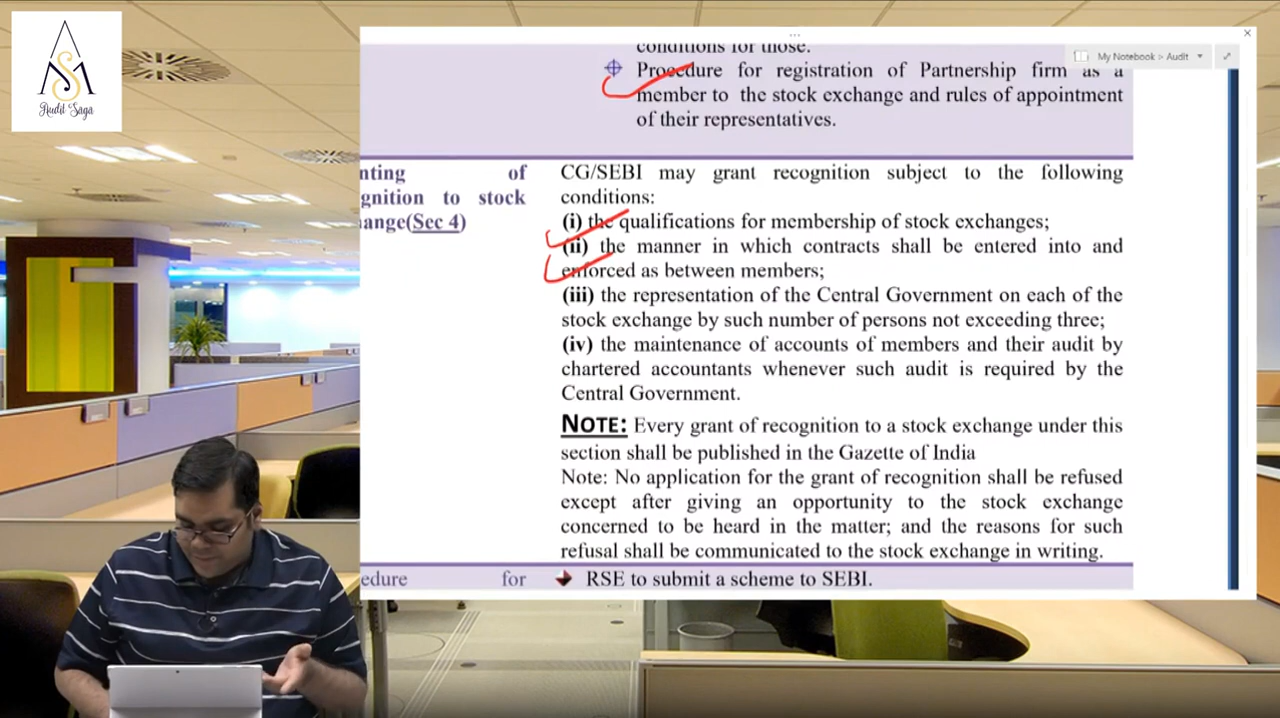 Audit Saga
My Notebook > Audit
conditions for those.
Procedure for registration of Partnership firm as a
member to the stock exchange and rules of appointment
of their representatives.
nting of
gnition to stock
ange(Sec 4)
CG/SEBI may grant recognition subject to the following
conditions:
(i) the qualifications for membership of stock exchanges;
(ii) the manner in which contracts shall be entered into and
enforced as between members;
(iii) the representation of the Central Government on each of the
stock exchange by such number of persons not exceeding three;
(iv) the maintenance of accounts of members and their audit by
chartered accountants whenever such audit is required by the
Central Government.
NOTE: Every grant of recognition to a stock exchange under this
section shall be published in the Gazette of India
Note: No application for the grant of recognition shall be refused
except after giving an opportunity to the stock exchange
concerned to be heard in the matter; and the reasons for such
refusal shall be communicated to the stock exchange in writing.
edure for
RSE to submit a scheme to SEBI.